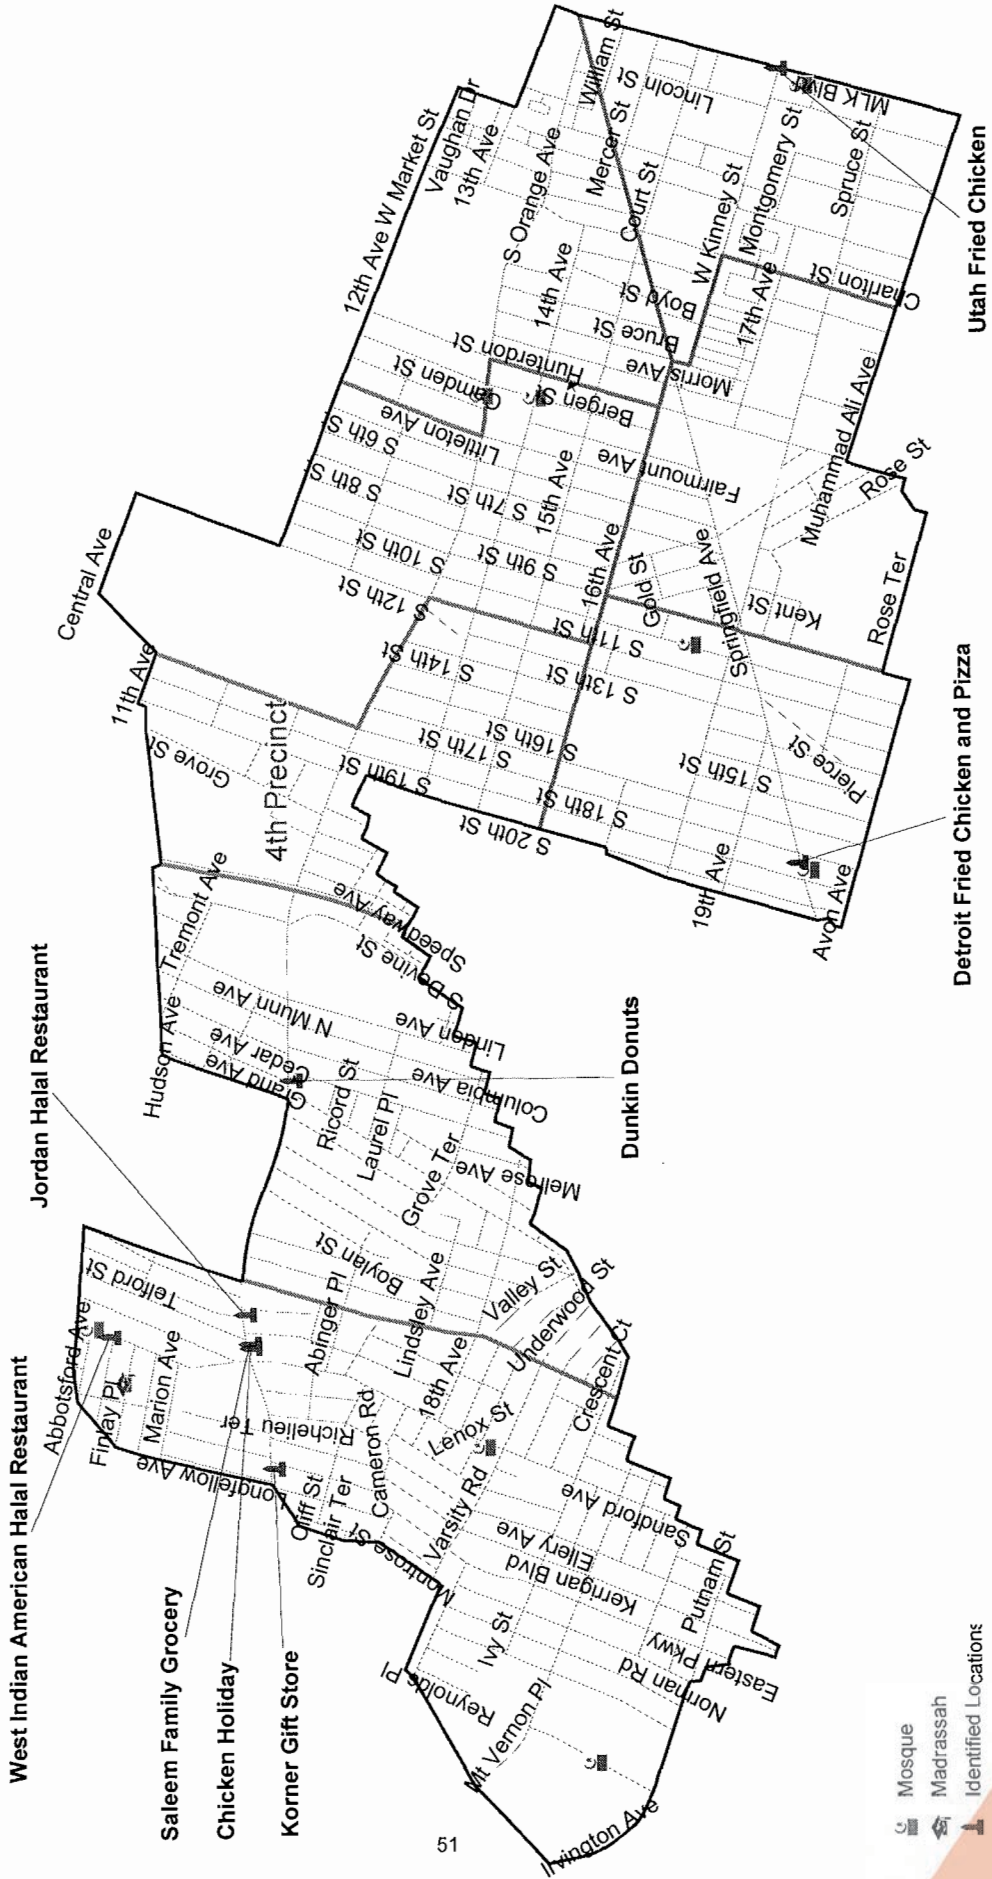 Central Ave
12th Ave W Market St
Vaughan Dr
13th Ave
William St
Lincoln St
Mercer St
S Orange Ave
Court St
MLK Blvd
Spruce St
Montgomery St
W Kinney St
14th Ave
Boyd St
Bruce St
Charlton St
17th Ave
Hunterdon St
Morris Ave
Camden St
Bergen St
Muhammad Ali Ave
Littleton Ave
Fairmount Ave
Rose St
S 6th St
S 8th St
S 7th St
15th Ave
S 10th St
S 9th St
16th Ave
Gold St
Springfield Ave
Kent St
Rose Ter
S 12th St
S 11th St
S 14th St
S 13th St
11th Ave
Grove St
4th Precinct
S 17th St
S 16th St
S 19th St
S 15th St
S 18th St
S 20th St
Pierce St
19th Ave
Avon Ave
Utah Fried Chicken
Detroit Fried Chicken and Pizza
Jordan Halal Restaurant
Hudson Ave
Tremont Ave
Speedway Ave
S Devine St
N Munn Ave
Linden Ave
Cedar Ave
Grand Ave
Ricord St
Columbia Ave
Laurel Pl
Dunkin Donuts
Grove Ter
Melrose Ave
West Indian American Halal Restaurant
Abbotsford Ave
Telford St
Boylan St
Finlay Pl
Marion Ave
Abinger Pl
Lindsley Ave
Valley St
Underwood St
18th Ave
Crescent Ct
Richelieu Ter
Longfellow Ave
Cameron Rd
Lenox St
Cliff St
Sinclair Ter
Varsity Rd
Montrose St
Sandford Ave
Ellery Ave
Kerrigan Blvd
Putnam St
Ivy St
Eastern Pkwy
Norman Rd
Reynolds Pl
Mt Vernon Pl
Irvington Ave
Saleem Family Grocery
Chicken Holiday
Korner Gift Store
51
Mosque
Madrassah
Identified Locations